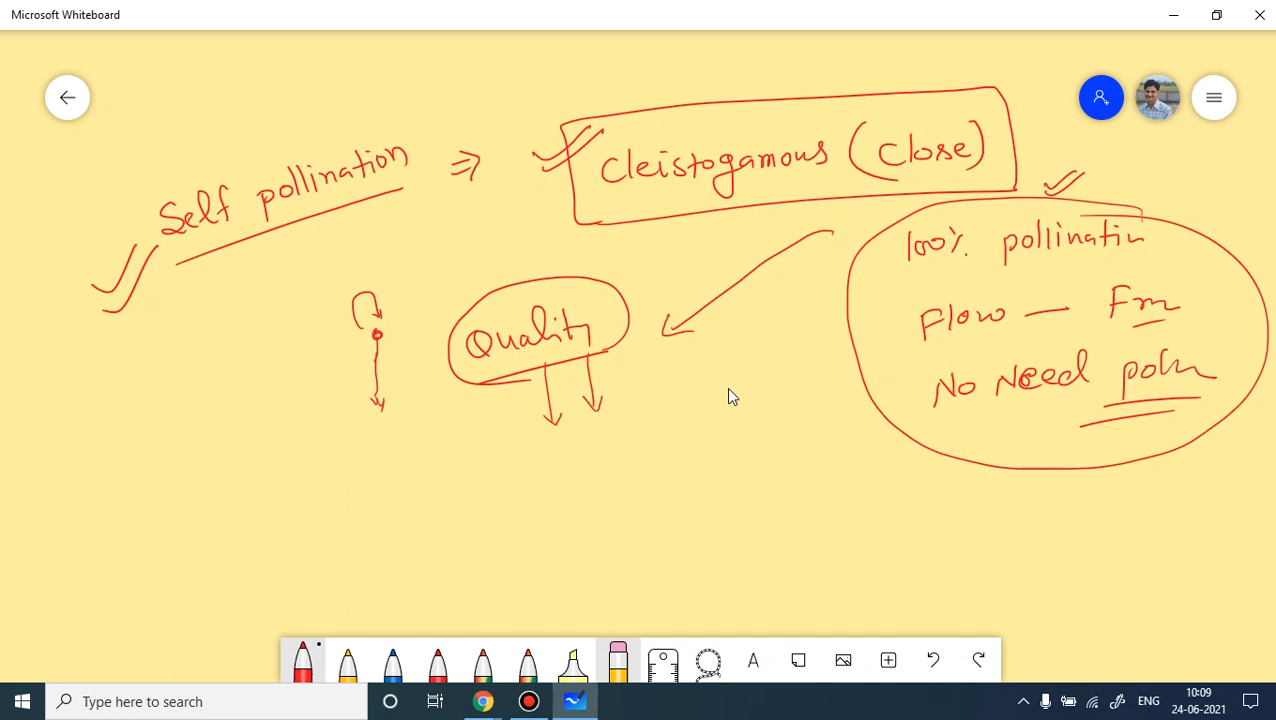 Microsoft Whiteboard
Self pollination ⇒ Cleistogamous (Close)
100% pollinatin
Flow — Fm
Quality
No Need poln
A
Type here to search
ENG
10:09
24-06-2021